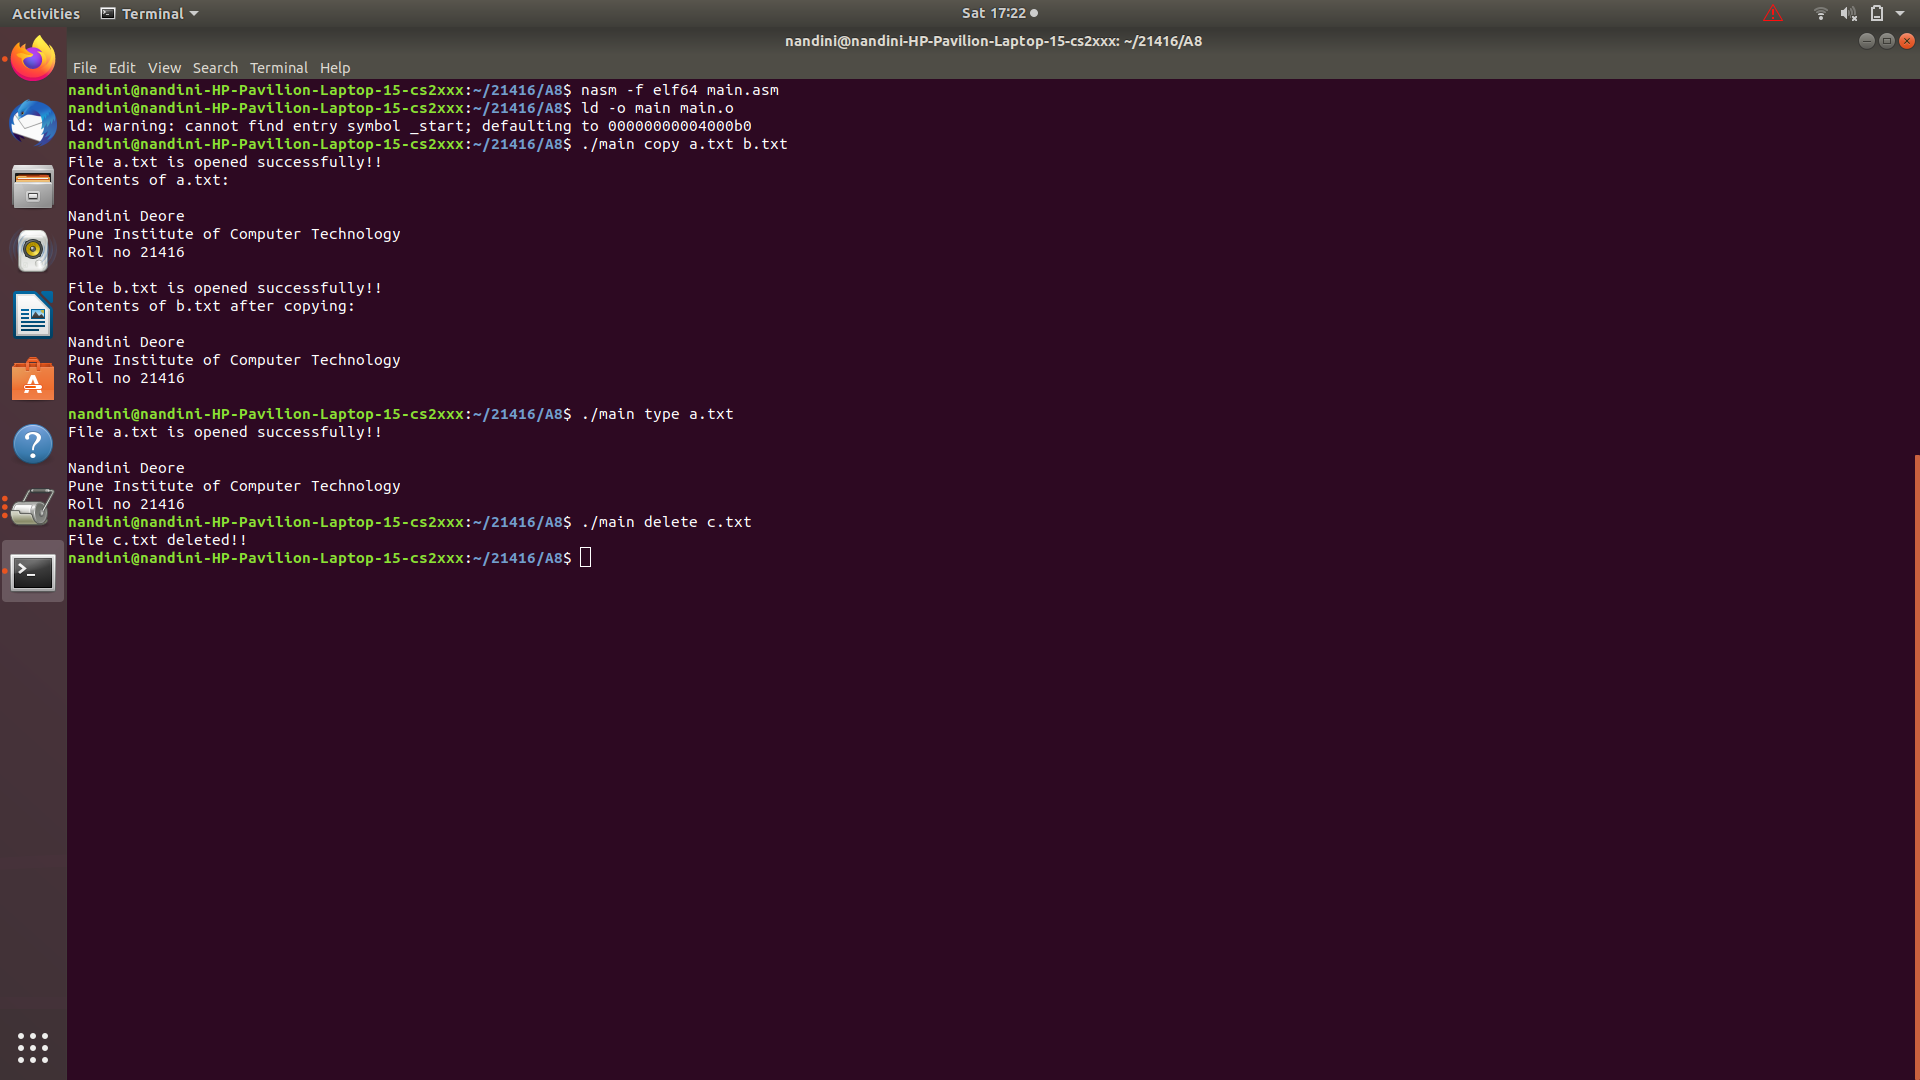 Activities Terminal Sat 17:22
nandini@nandini-HP-Pavilion-Laptop-15-cs2xxx: ~/21416/A8
File Edit View Search Terminal Help
nandini@nandini-HP-Pavilion-Laptop-15-cs2xxx:~/21416/A8$ nasm -f elf64 main.asm
nandini@nandini-HP-Pavilion-Laptop-15-cs2xxx:~/21416/A8$ ld -o main main.o
ld: warning: cannot find entry symbol _start; defaulting to 00000000004000b0
nandini@nandini-HP-Pavilion-Laptop-15-cs2xxx:~/21416/A8$ ./main copy a.txt b.txt
File a.txt is opened successfully!!
Contents of a.txt:
Nandini Deore
Pune Institute of Computer Technology
Roll no 21416
File b.txt is opened successfully!!
Contents of b.txt after copying:
Nandini Deore
Pune Institute of Computer Technology
Roll no 21416
nandini@nandini-HP-Pavilion-Laptop-15-cs2xxx:~/21416/A8$ ./main type a.txt
File a.txt is opened successfully!!
Nandini Deore
Pune Institute of Computer Technology
Roll no 21416
nandini@nandini-HP-Pavilion-Laptop-15-cs2xxx:~/21416/A8$ ./main delete c.txt
File c.txt deleted!!
nandini@nandini-HP-Pavilion-Laptop-15-cs2xxx:~/21416/A8$